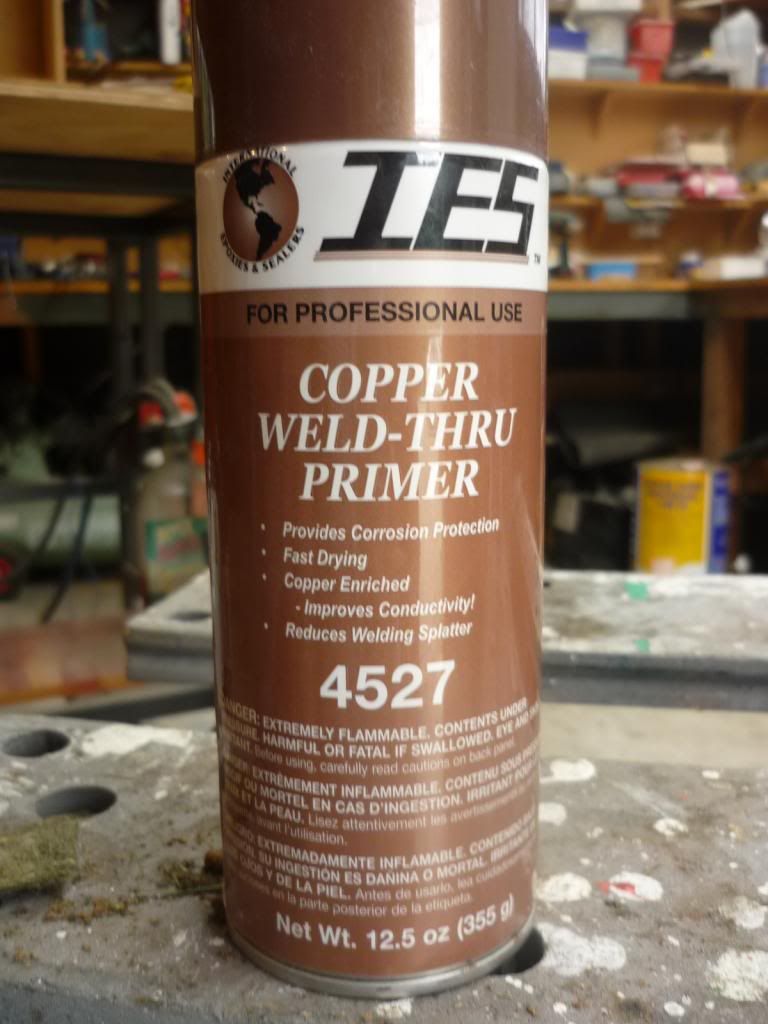 INTERNATIONAL
EPOXIES & SEALERS
IES
™
FOR PROFESSIONAL USE
COPPER
WELD-THRU
PRIMER
· Provides Corrosion Protection
· Fast Drying
· Copper Enriched
- Improves Conductivity!
· Reduces Welding Splatter
4527
DANGER: EXTREMELY FLAMMABLE. CONTENTS UNDER
HARMFUL OR FATAL IF SWALLOWED. EYE AND
Before using, carefully read cautions on back panel.
EXTRÊMEMENT INFLAMMABLE. CONTENU SOUS
OU MORTEL EN CAS D'INGESTION. IRRITANT
ET LA PEAU. Lisez attentivement les
avant l'utilisation.
EXTREMADAMENTE INFLAMABLE.
SU INGESTIÓN ES DAÑINA O MORTAL.
OJOS Y DE LA PIEL. Antes de usarlo, lea
en la parte posterior de la etiqueta.
Net Wt. 12.5 oz (355 g)